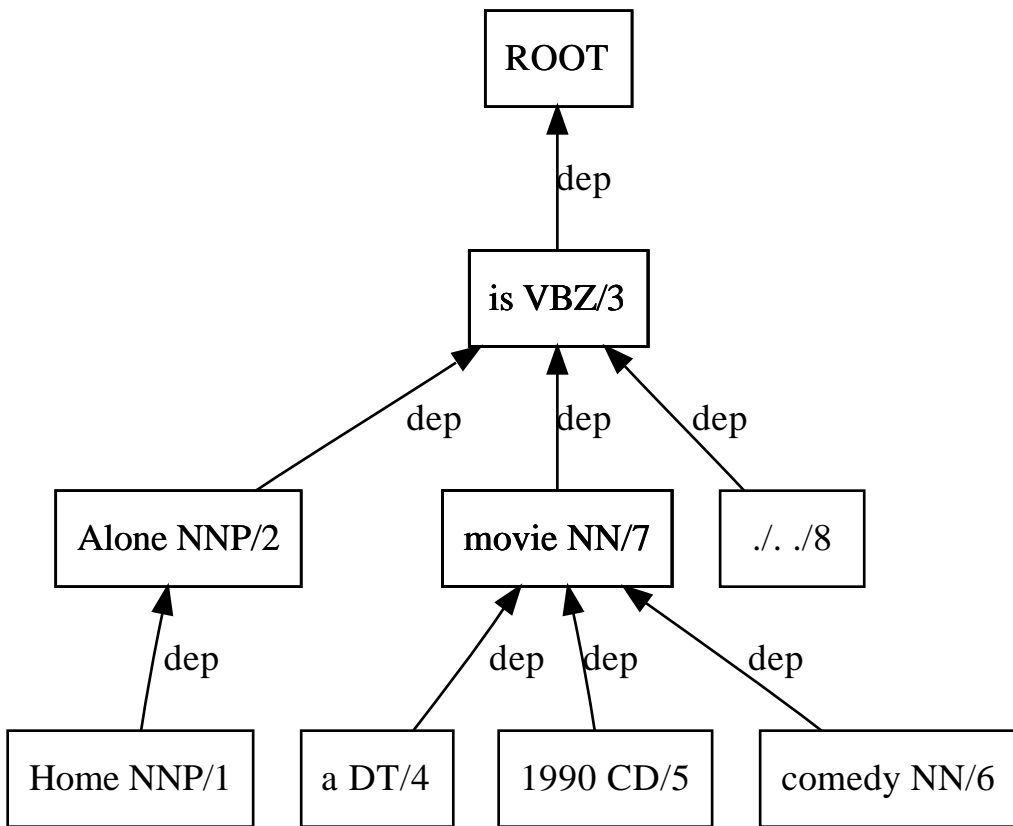 ROOT
dep
is VBZ/3
dep dep dep
Alone NNP/2 movie NN/7 ./. ./8
dep dep dep dep
Home NNP/1 a DT/4 1990 CD/5 comedy NN/6